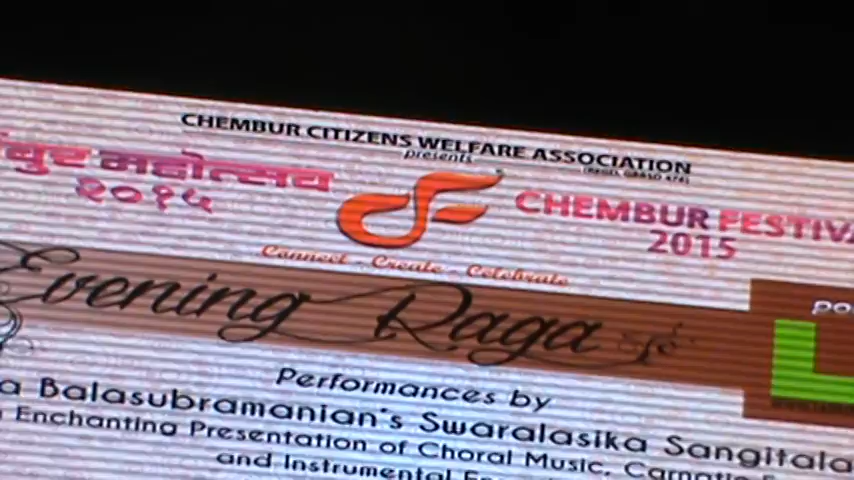 CHEMBUR CITIZENS WELFARE ASSOCIATION
presents
महोत्सव
२०१५
CHEMBUR FESTIVA
2015
Connect - Create - Celebrate
Evening Raga
Performances by
a Balasubramanian's Swaralasika Sangitala
Enchanting Presentation of Choral Music, Carnatic
and Instrumental